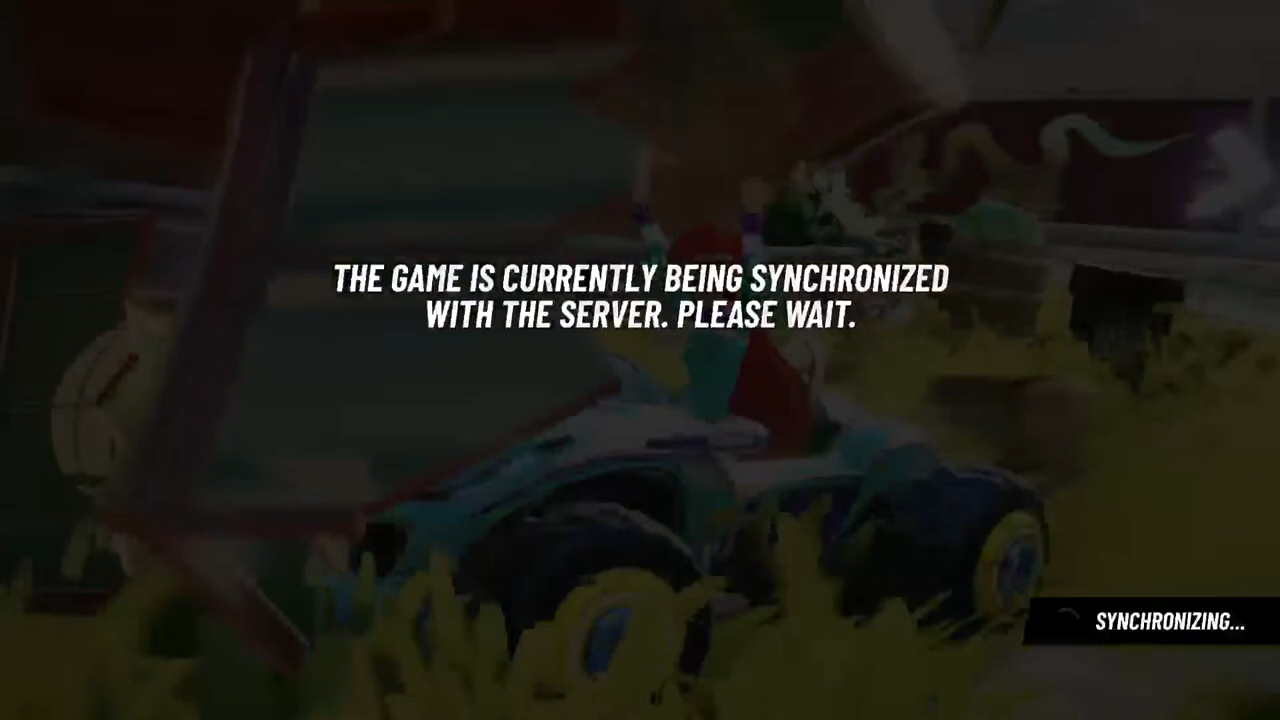 THE GAME IS CURRENTLY BEING SYNCHRONIZED
WITH THE SERVER. PLEASE WAIT.
SYNCHRONIZING...